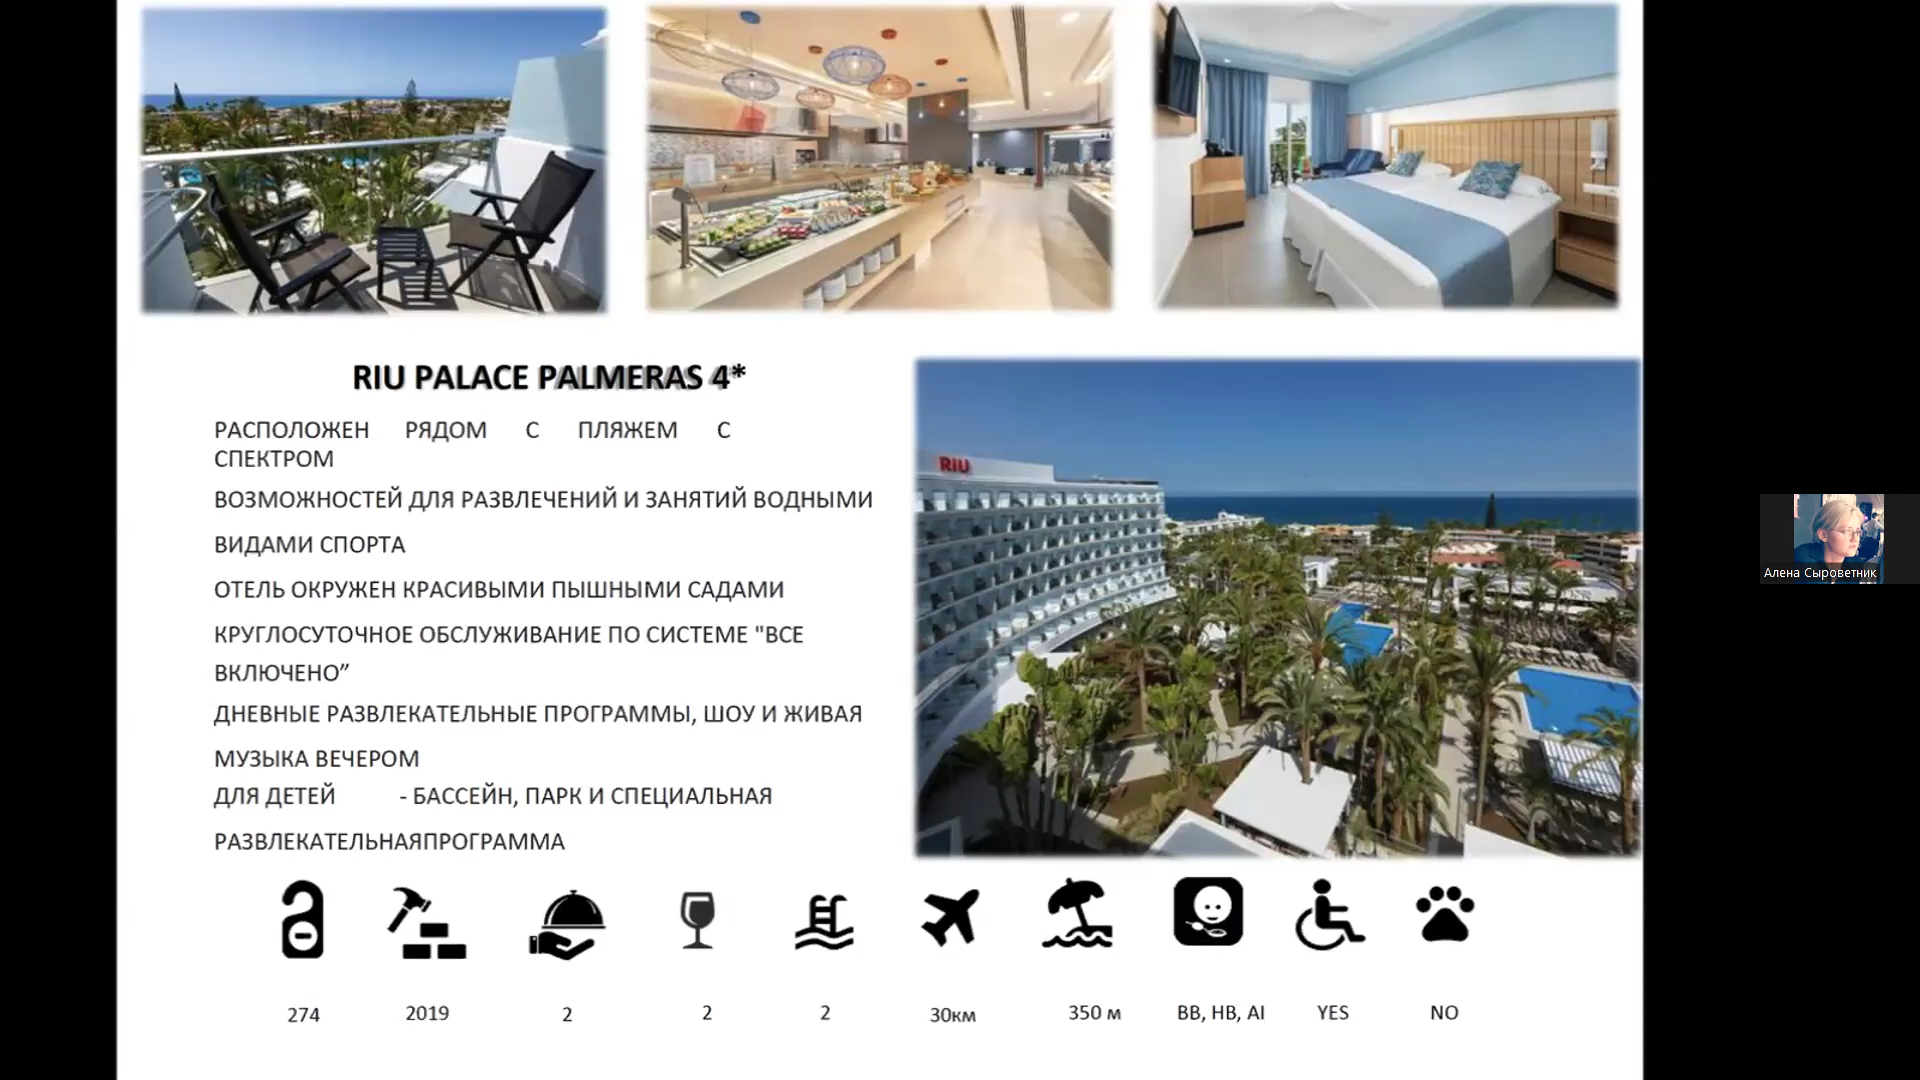 RIU PALACE PALMERAS 4*
РАСПОЛОЖЕН РЯДОМ С ПЛЯЖЕМ С
СПЕКТРОМ
ВОЗМОЖНОСТЕЙ ДЛЯ РАЗВЛЕЧЕНИЙ И ЗАНЯТИЙ ВОДНЫМИ
ВИДАМИ СПОРТА
ОТЕЛЬ ОКРУЖЕН КРАСИВЫМИ ПЫШНЫМИ САДАМИ
КРУГЛОСУТОЧНОЕ ОБСЛУЖИВАНИЕ ПО СИСТЕМЕ "ВСЕ
ВКЛЮЧЕНО”
ДНЕВНЫЕ РАЗВЛЕКАТЕЛЬНЫЕ ПРОГРАММЫ, ШОУ И ЖИВАЯ
МУЗЫКА ВЕЧЕРОМ
ДЛЯ ДЕТЕЙ - БАССЕЙН, ПАРК И СПЕЦИАЛЬНАЯ
РАЗВЛЕКАТЕЛЬНАЯПРОГРАММА
RIU
Алена Сыроветник
274 2019 2 2 2 30км 350 м BB, HB, AI YES NO